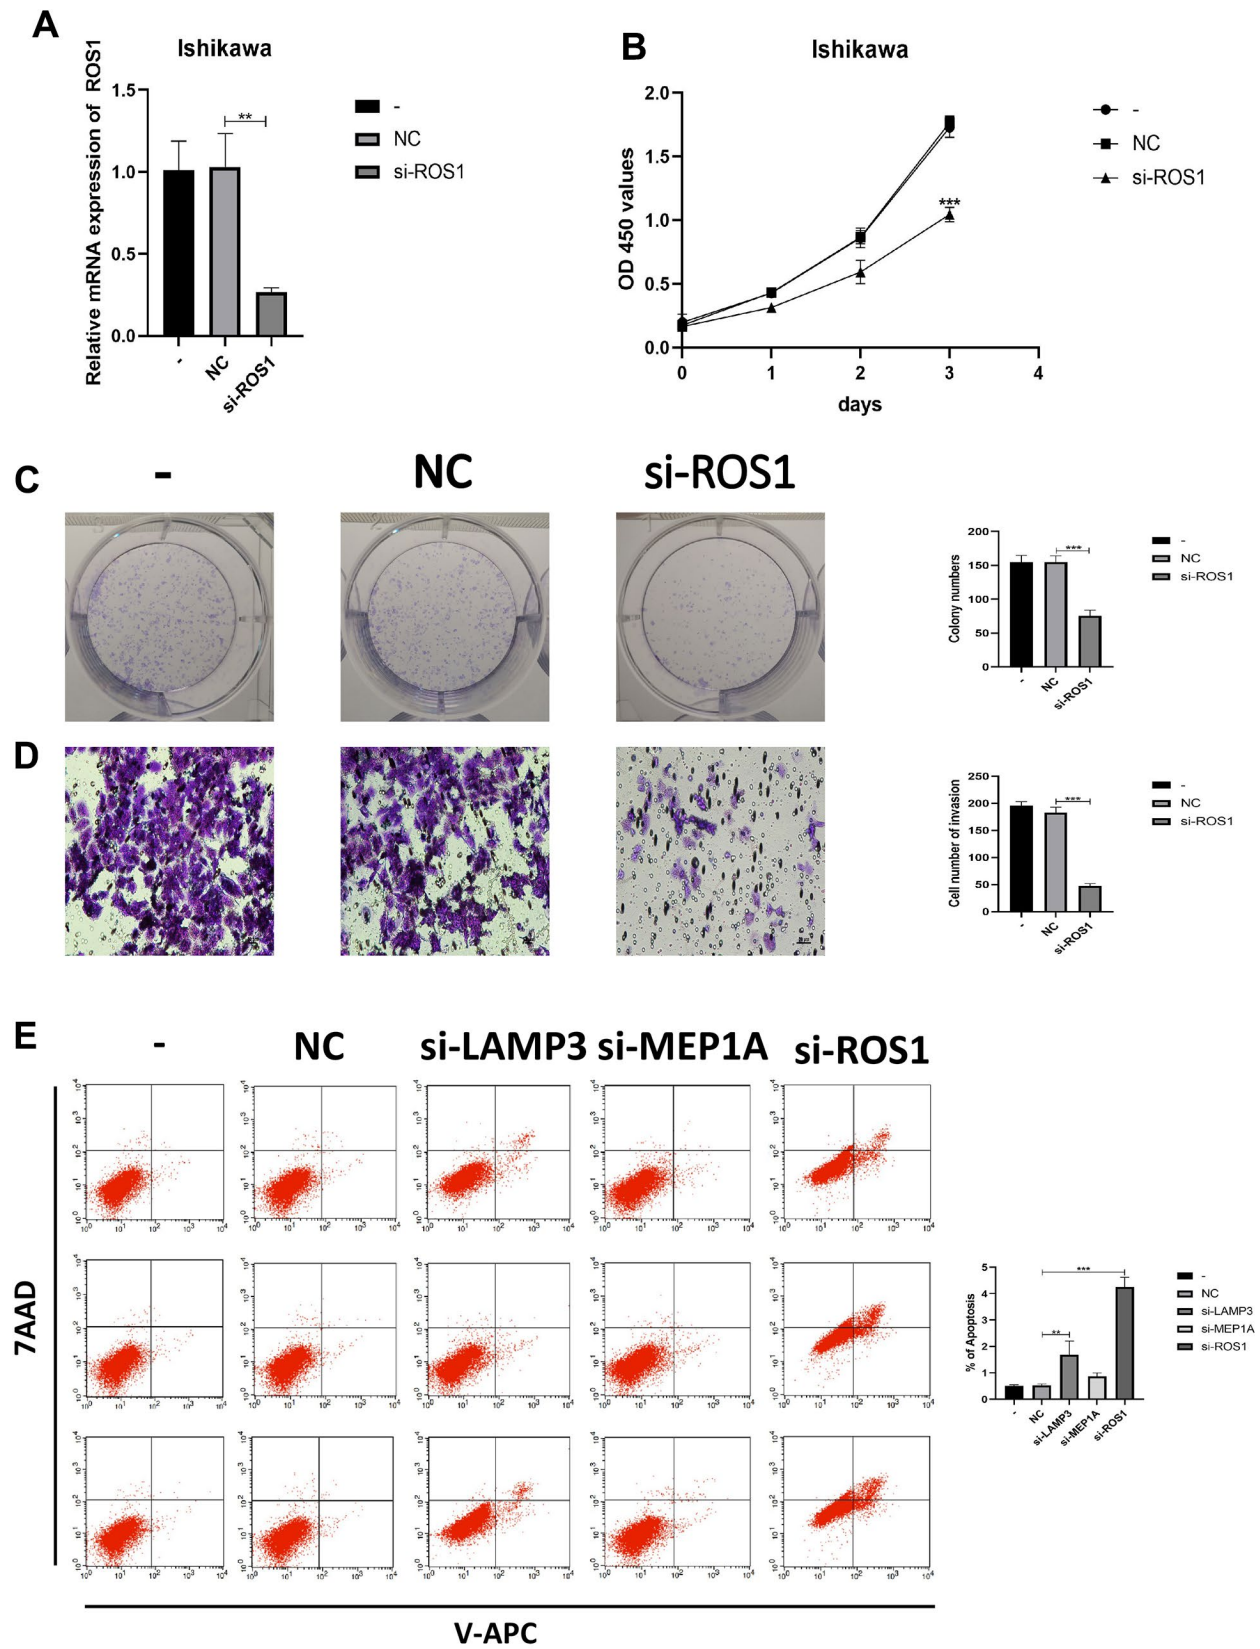 A
Ishikawa
Relative mRNA expression of ROS1
1.5
1.0
0.5
0.0
**
-
NC
si-ROS1
-
NC
si-ROS1
B
Ishikawa
OD 450 values
2.0
1.5
1.0
0.5
0.0
***
0 1 2 3 4
days
-
NC
si-ROS1
C
- NC si-ROS1
Colony numbers
200
150
100
50
0
***
-
NC
si-ROS1
-
NC
si-ROS1
D
Cell number of invasion
250
200
150
100
50
0
***
-
NC
si-ROS1
-
NC
si-ROS1
E
- NC si-LAMP3 si-MEP1A si-ROS1
7AAD
10⁰ 10¹ 10² 10³ 10⁴
V-APC
% of Apoptosis
5
4
3
2
1
0
**
***
-
NC
si-LAMP3
si-MEP1A
si-ROS1
-
NC
si-LAMP3
si-MEP1A
si-ROS1